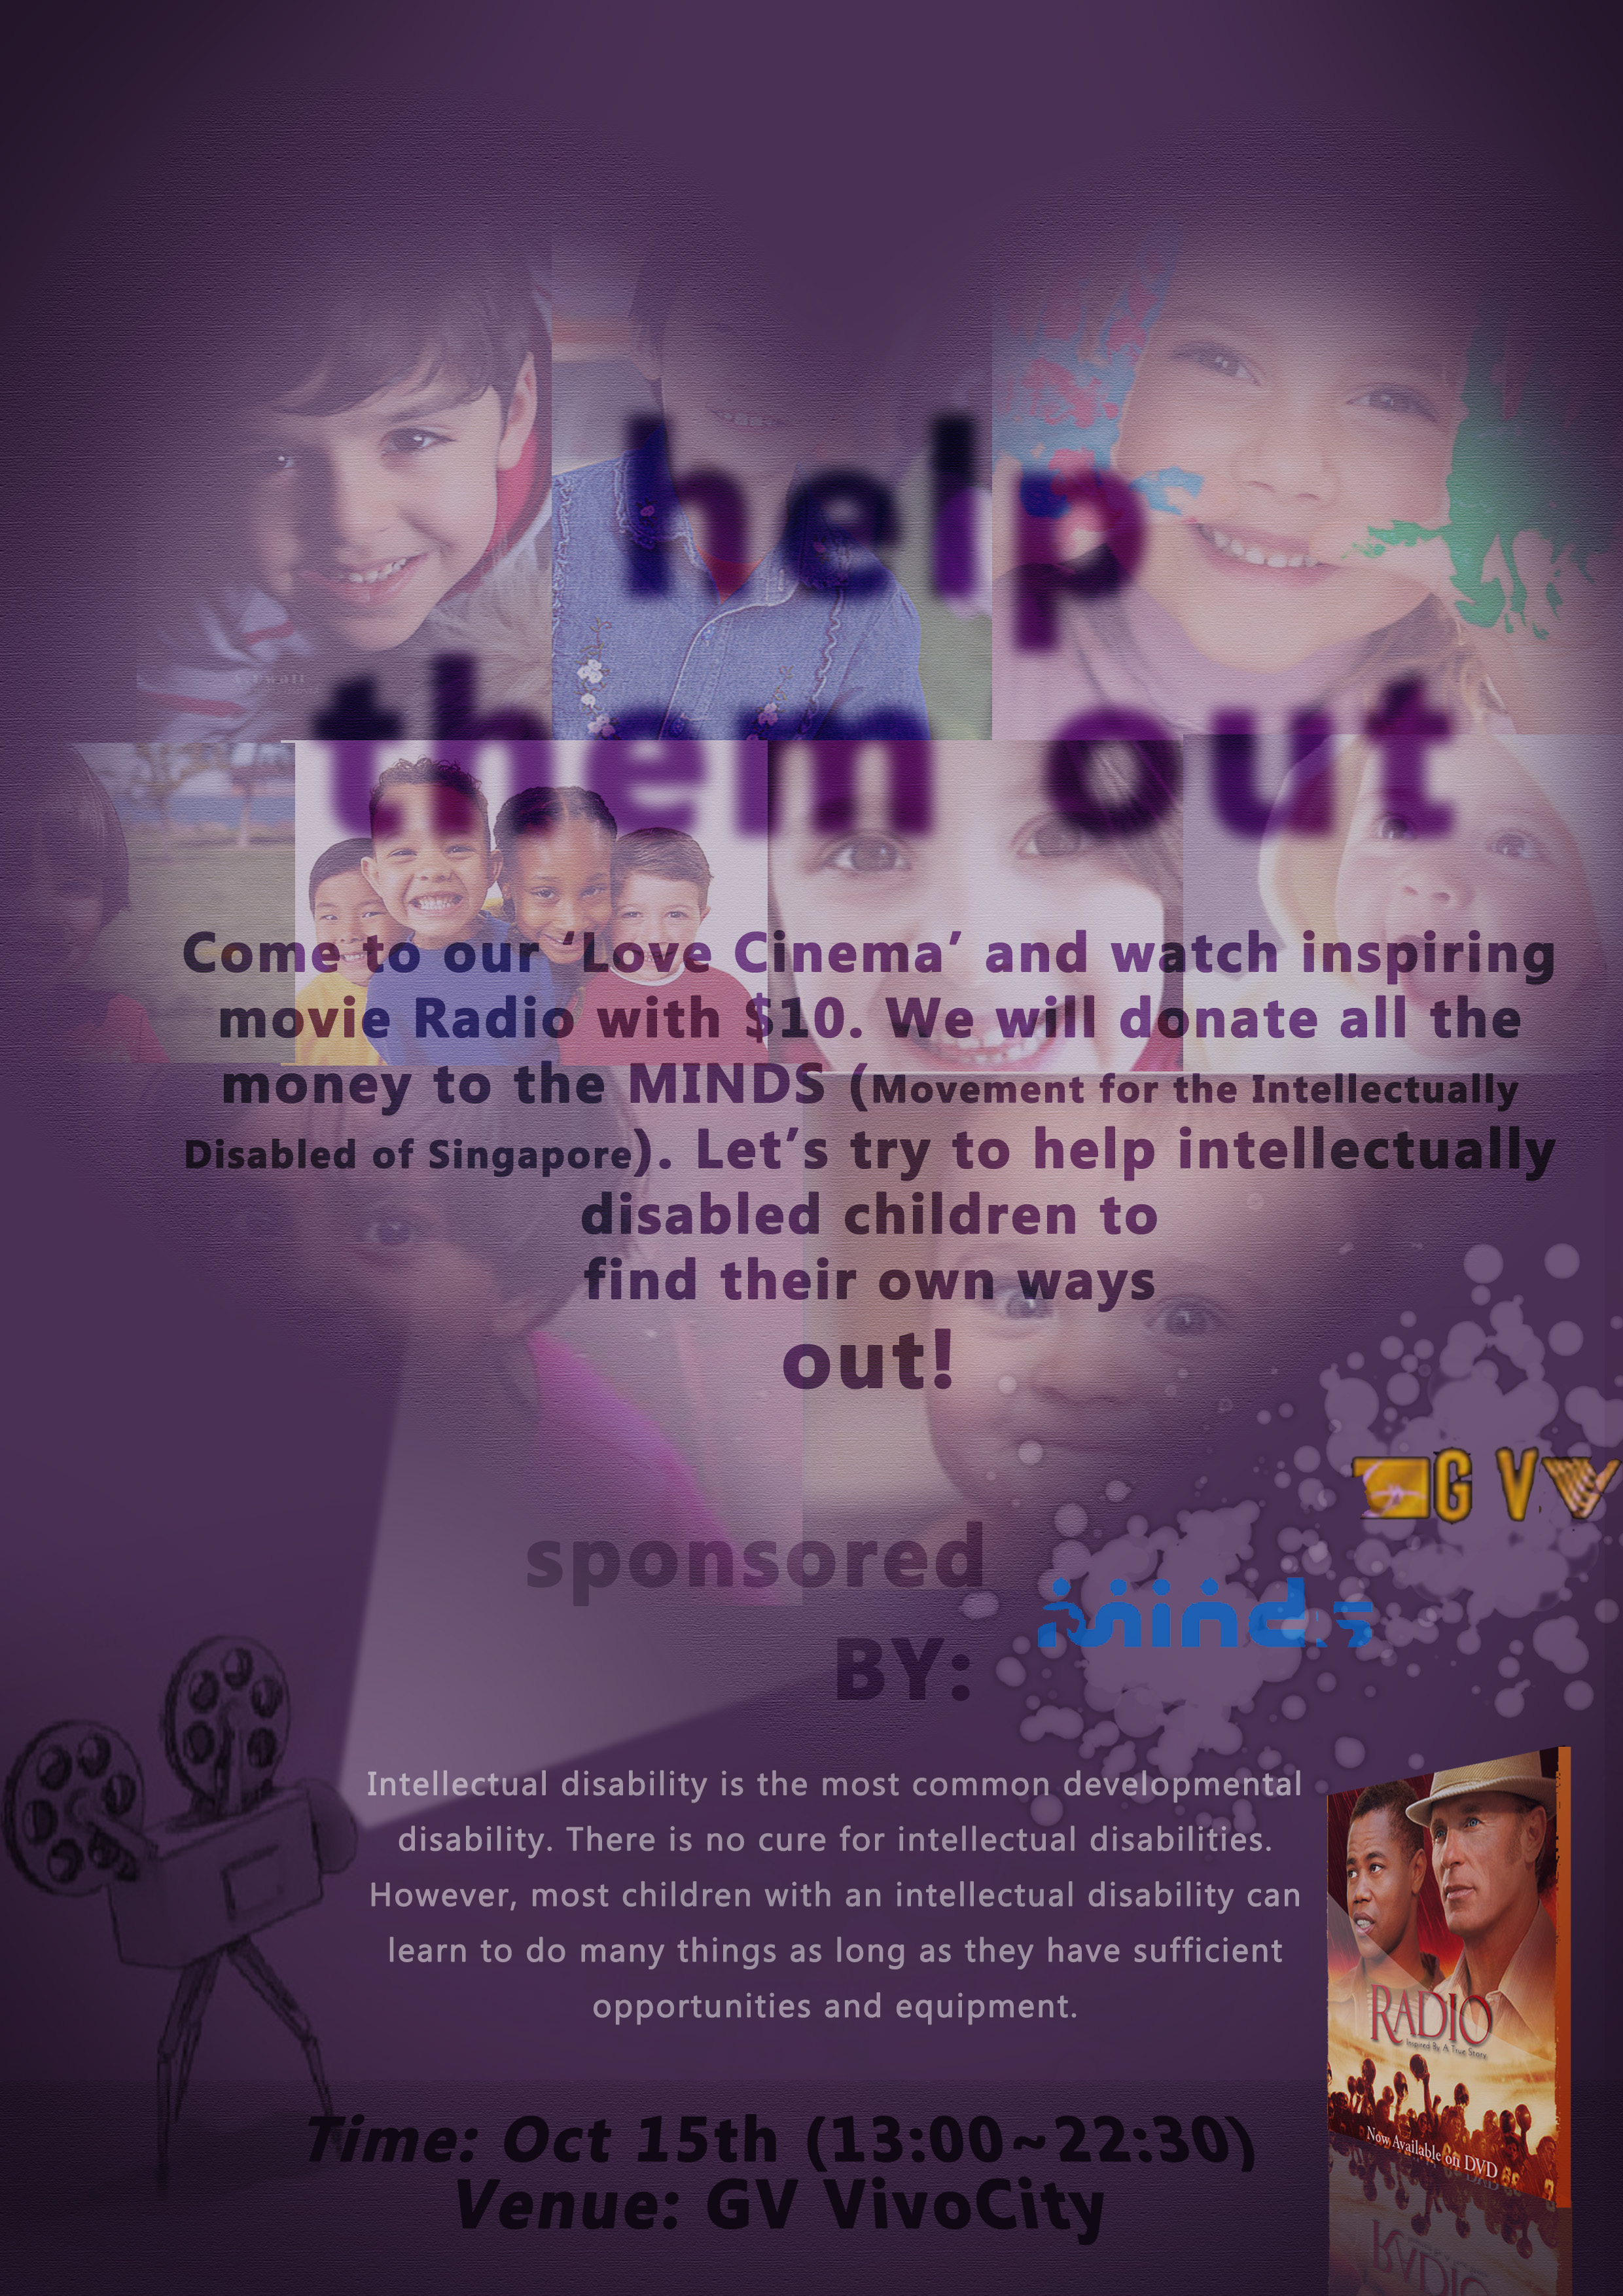 help
them out
Come to our ‘Love Cinema’ and watch inspiring
movie Radio with $10. We will donate all the
money to the MINDS (Movement for the Intellectually
Disabled of Singapore). Let’s try to help intellectually
disabled children to
find their own ways
out!
GV
sponsored
minds
BY:
Intellectual disability is the most common developmental
disability. There is no cure for intellectual disabilities.
However, most children with an intellectual disability can
learn to do many things as long as they have sufficient
opportunities and equipment.
RADIO
Inspired By A True Story
Now Available on DVD
Time: Oct 15th (13:00~22:30)
Venue: GV VivoCity